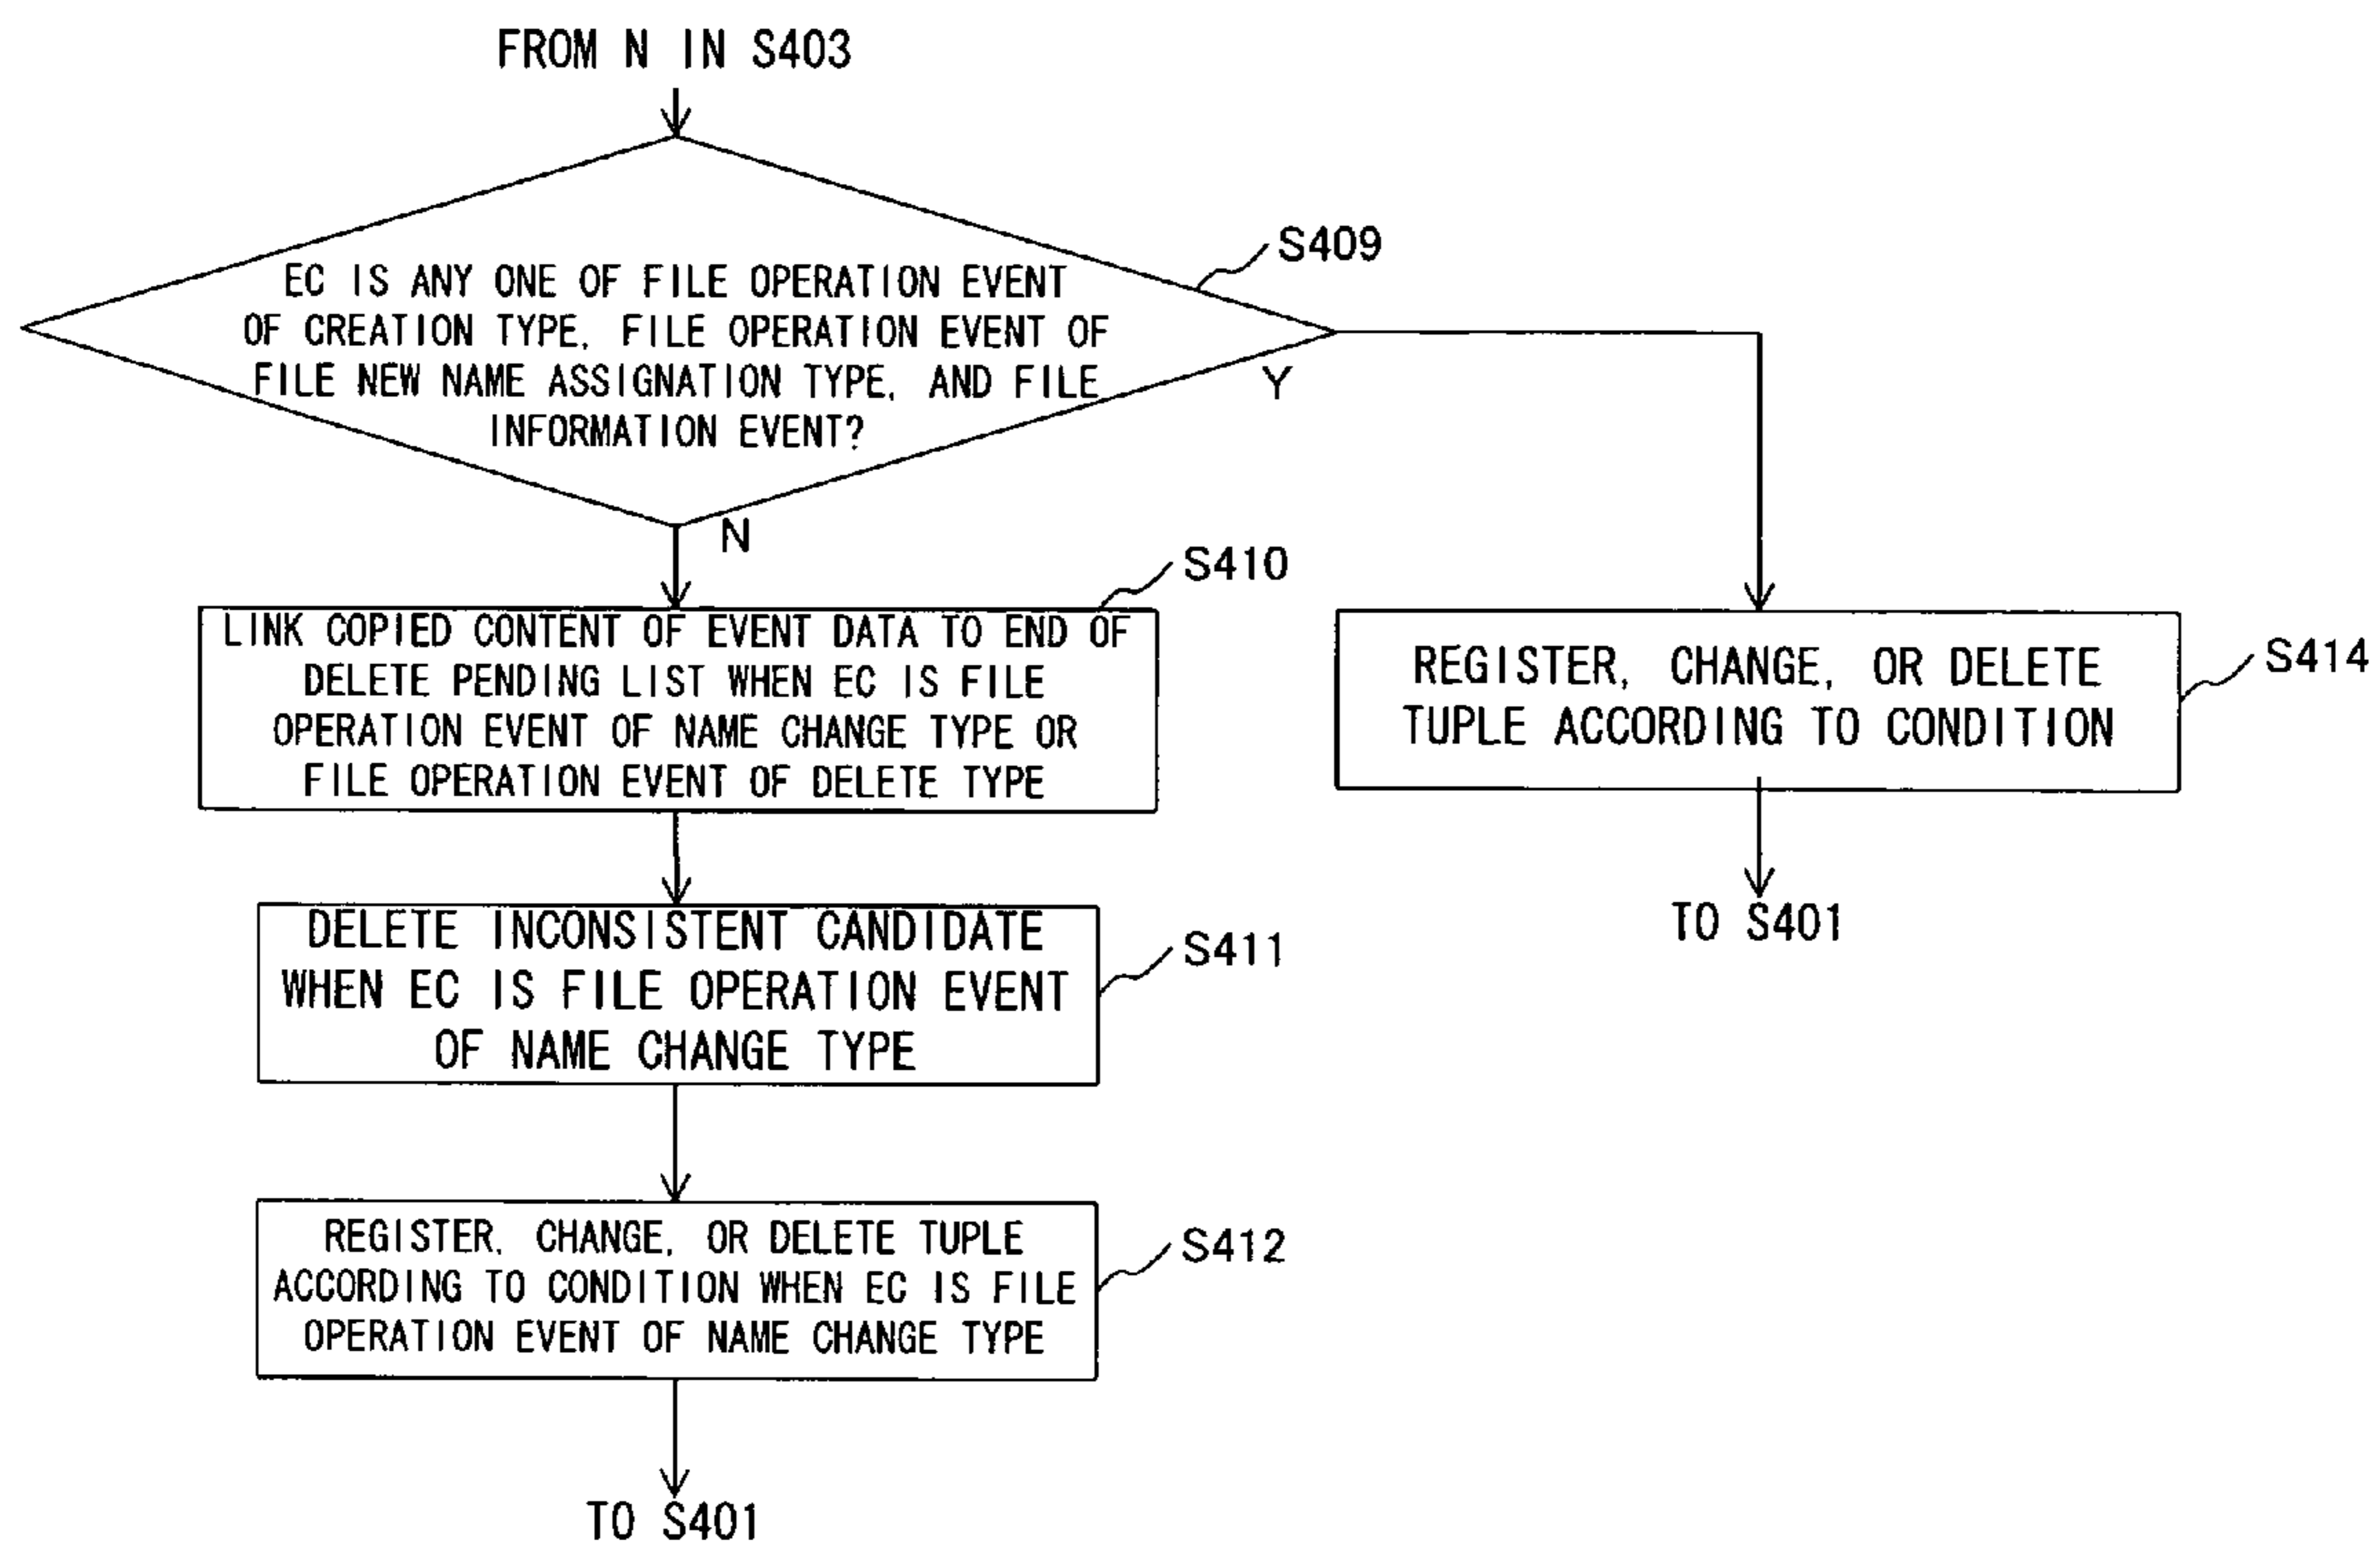 FROM N IN S403
S409
EC IS ANY ONE OF FILE OPERATION EVENT
OF CREATION TYPE, FILE OPERATION EVENT OF
FILE NEW NAME ASSIGNATION TYPE, AND FILE
INFORMATION EVENT?
Y
N
S410
LINK COPIED CONTENT OF EVENT DATA TO END OF
DELETE PENDING LIST WHEN EC IS FILE
OPERATION EVENT OF NAME CHANGE TYPE OR
FILE OPERATION EVENT OF DELETE TYPE
REGISTER, CHANGE, OR DELETE
TUPLE ACCORDING TO CONDITION
S414
TO S401
DELETE INCONSISTENT CANDIDATE
WHEN EC IS FILE OPERATION EVENT
OF NAME CHANGE TYPE
S411
REGISTER, CHANGE, OR DELETE TUPLE
ACCORDING TO CONDITION WHEN EC IS FILE
OPERATION EVENT OF NAME CHANGE TYPE
S412
TO S401